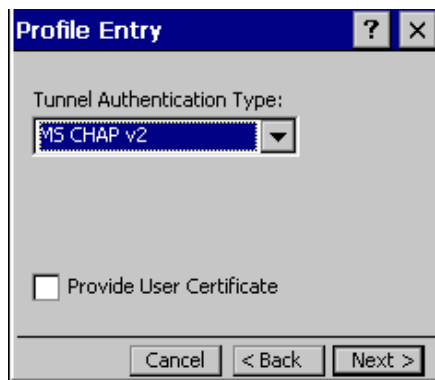 Profile Entry ? ×
Tunnel Authentication Type:
MS CHAP v2
Provide User Certificate
Cancel < Back Next >